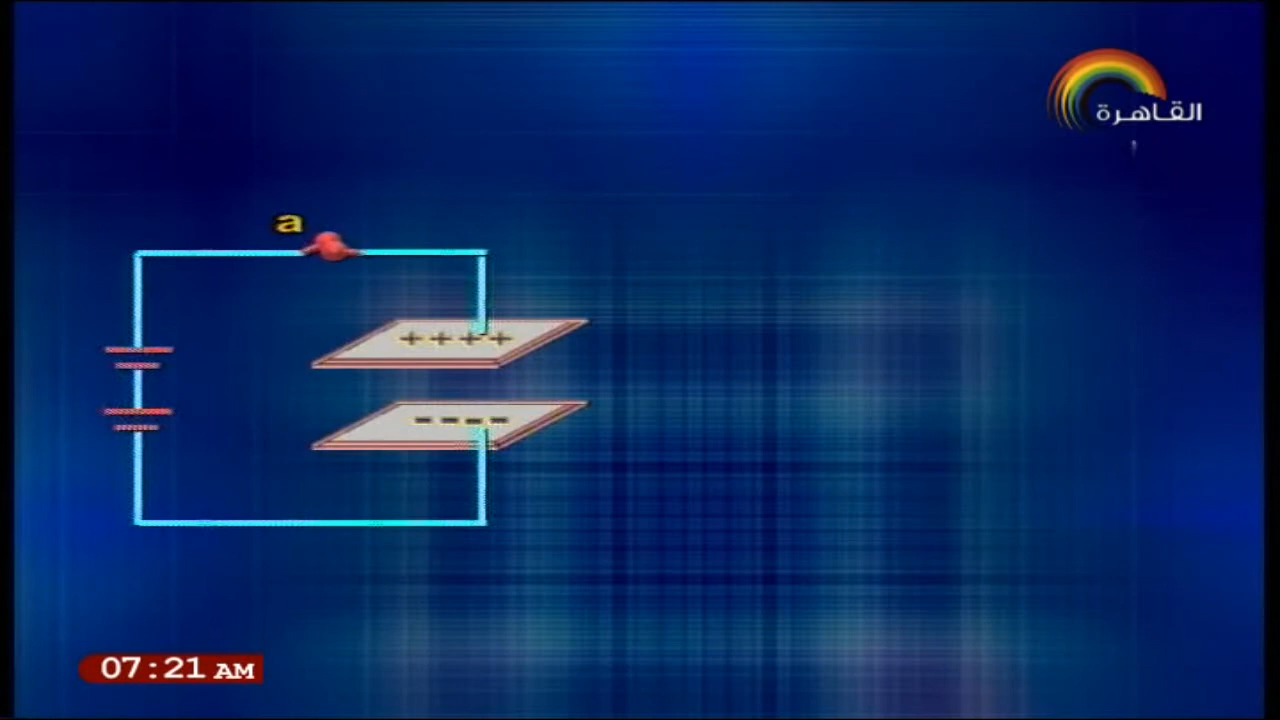 القاهرة
a
+ + + +
- - - -
07:21 AM